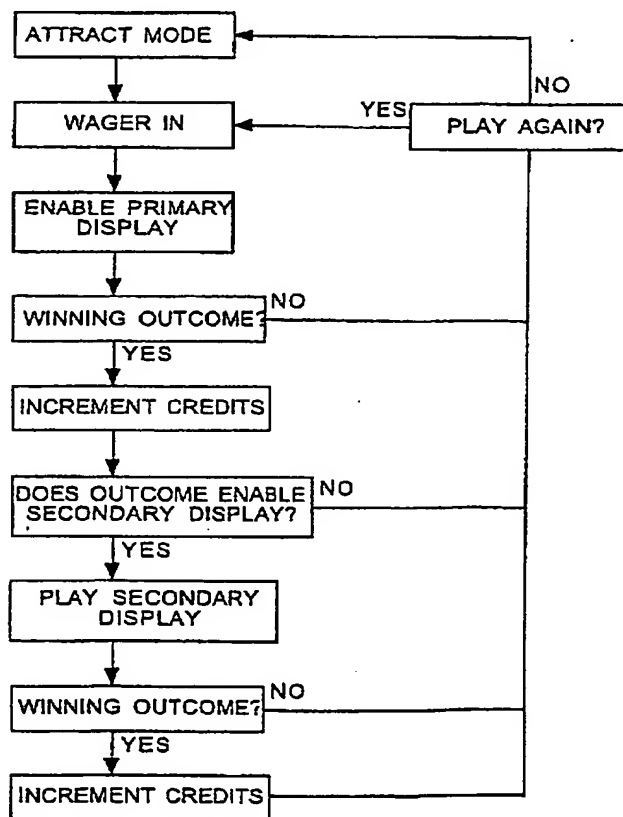 ATTRACT MODE
NO
YES
WAGER IN
PLAY AGAIN?
ENABLE PRIMARY
DISPLAY
NO
WINNING OUTCOME?
YES
INCREMENT CREDITS
DOES OUTCOME ENABLE
SECONDARY DISPLAY?
NO
YES
PLAY SECONDARY
DISPLAY
NO
WINNING OUTCOME?
YES
INCREMENT CREDITS